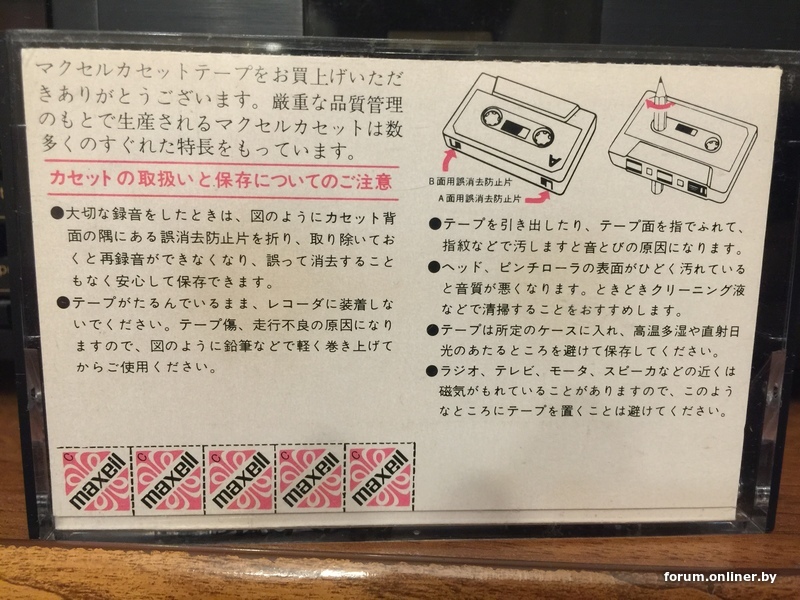 マクセルカセットテープをお買上げいただ
きありがとうございます。厳重な品質管理
のもとで生産されるマクセルカセットは数
多くのすぐれた特長をもっています。
カセットの取扱いと保存についてのご注意
●大切な録音をしたときは、図のようにカセット背
面の隅にある誤消去防止片を折り、取り除いてお
くと再録音ができなくなり、誤って消去すること
もなく安心して保存できます。
●テープがたるんでいるまま、レコーダに装着しな
いでください。テープ傷、走行不良の原因になり
ますので、図のように鉛筆などで軽く巻き上げて
からご使用ください。
A
B面用誤消去防止片
A面用誤消去防止片
●テープを引き出したり、テープ面を指でふれて、
指紋などで汚しますと音とびの原因になります。
●ヘッド、ピンチローラの表面がひどく汚れている
と音質が悪くなります。ときどきクリーニング液
などで清掃することをおすすめします。
●テープは所定のケースに入れ、高温多湿や直射日
光のあたるところを避けて保存してください。
●ラジオ、テレビ、モータ、スピーカなどの近くは
磁気がもれていることがありますので、このよう
なところにテープを置くことは避けてください。
C maxell C maxell C maxell C maxell C maxell
forum.onliner.by